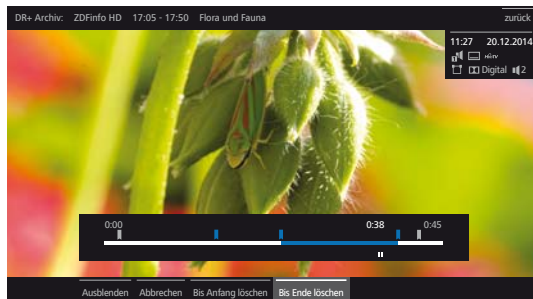 DR+ Archiv: ZDFinfo HD 17:05 - 17:50 Flora und Fauna zurück
11:27 20.12.2014
Digital 2
0:00 0:38 0:45
Ausblenden Abbrechen Bis Anfang löschen Bis Ende löschen